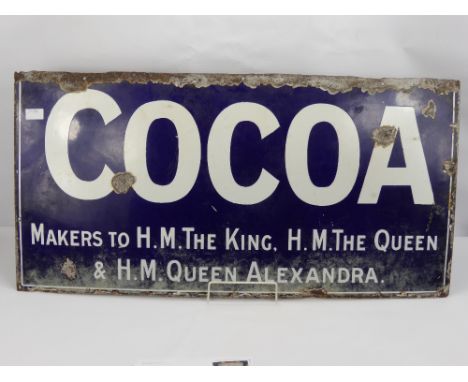 COCOA
MAKERS TO H.M. THE KING, H.M. THE QUEEN
& H.M. QUEEN ALEXANDRA.